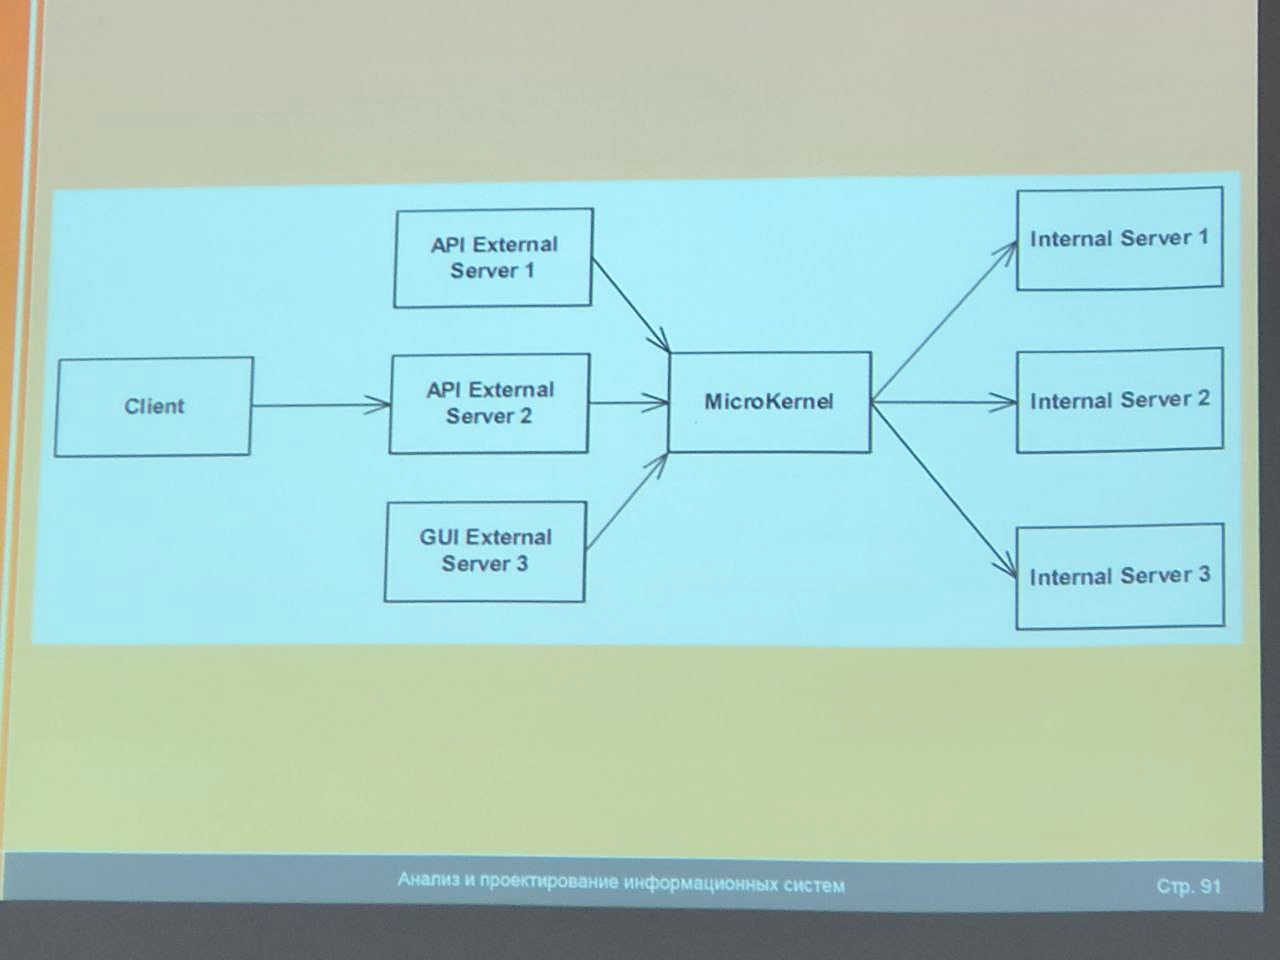 API External
Server 1
Internal Server 1
Client
API External
Server 2
MicroKernel
Internal Server 2
GUI External
Server 3
Internal Server 3
Анализ и проектирование информационных систем
Стр. 91